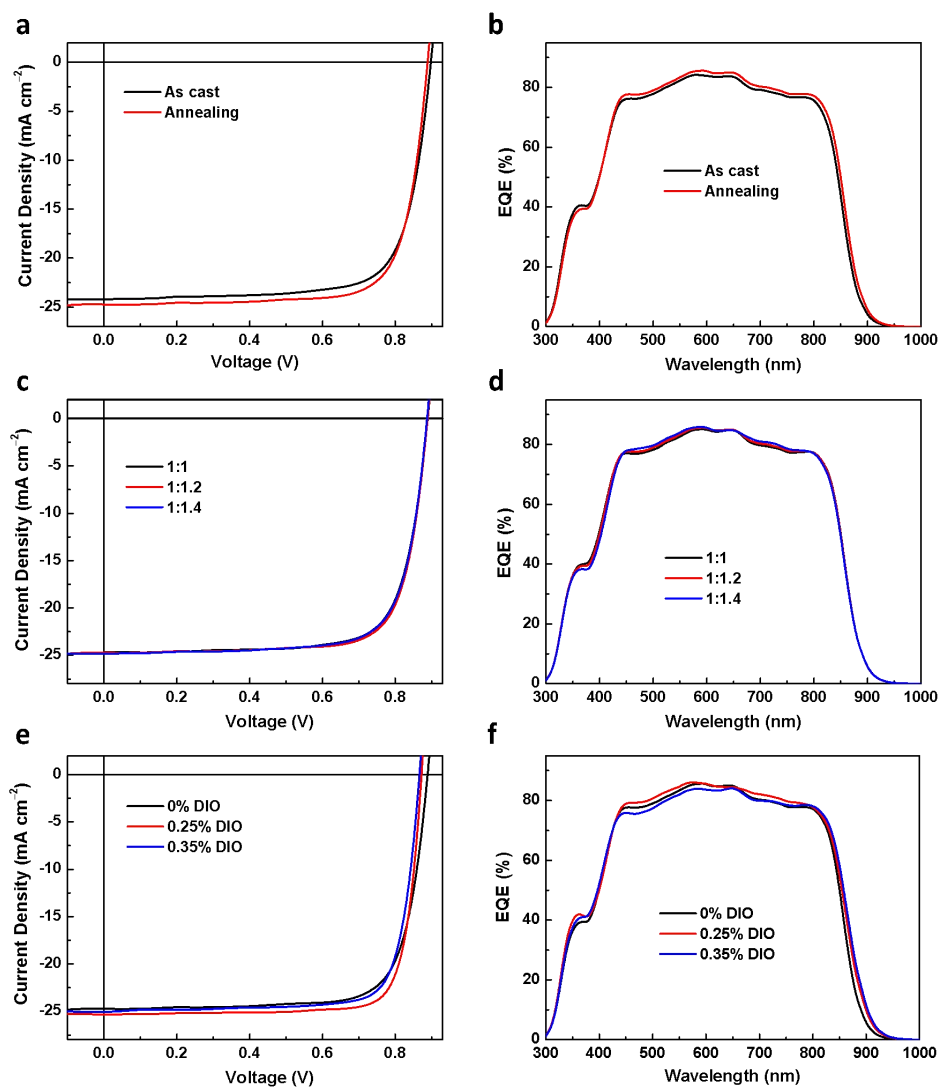 a
0
-5
-10
-15
-20
-25
0.0 0.2 0.4 0.6 0.8
Current Density (mA cm⁻²)
Voltage (V)
As cast
Annealing
b
80
60
40
20
0
300 400 500 600 700 800 900 1000
EQE (%)
Wavelength (nm)
As cast
Annealing
c
0
-5
-10
-15
-20
-25
0.0 0.2 0.4 0.6 0.8
Current Density (mA cm⁻²)
Voltage (V)
1:1
1:1.2
1:1.4
d
80
60
40
20
0
300 400 500 600 700 800 900 1000
EQE (%)
Wavelength (nm)
1:1
1:1.2
1:1.4
e
0
-5
-10
-15
-20
-25
0.0 0.2 0.4 0.6 0.8
Current Density (mA cm⁻²)
Voltage (V)
0% DIO
0.25% DIO
0.35% DIO
f
80
60
40
20
0
300 400 500 600 700 800 900 1000
EQE (%)
Wavelength (nm)
0% DIO
0.25% DIO
0.35% DIO